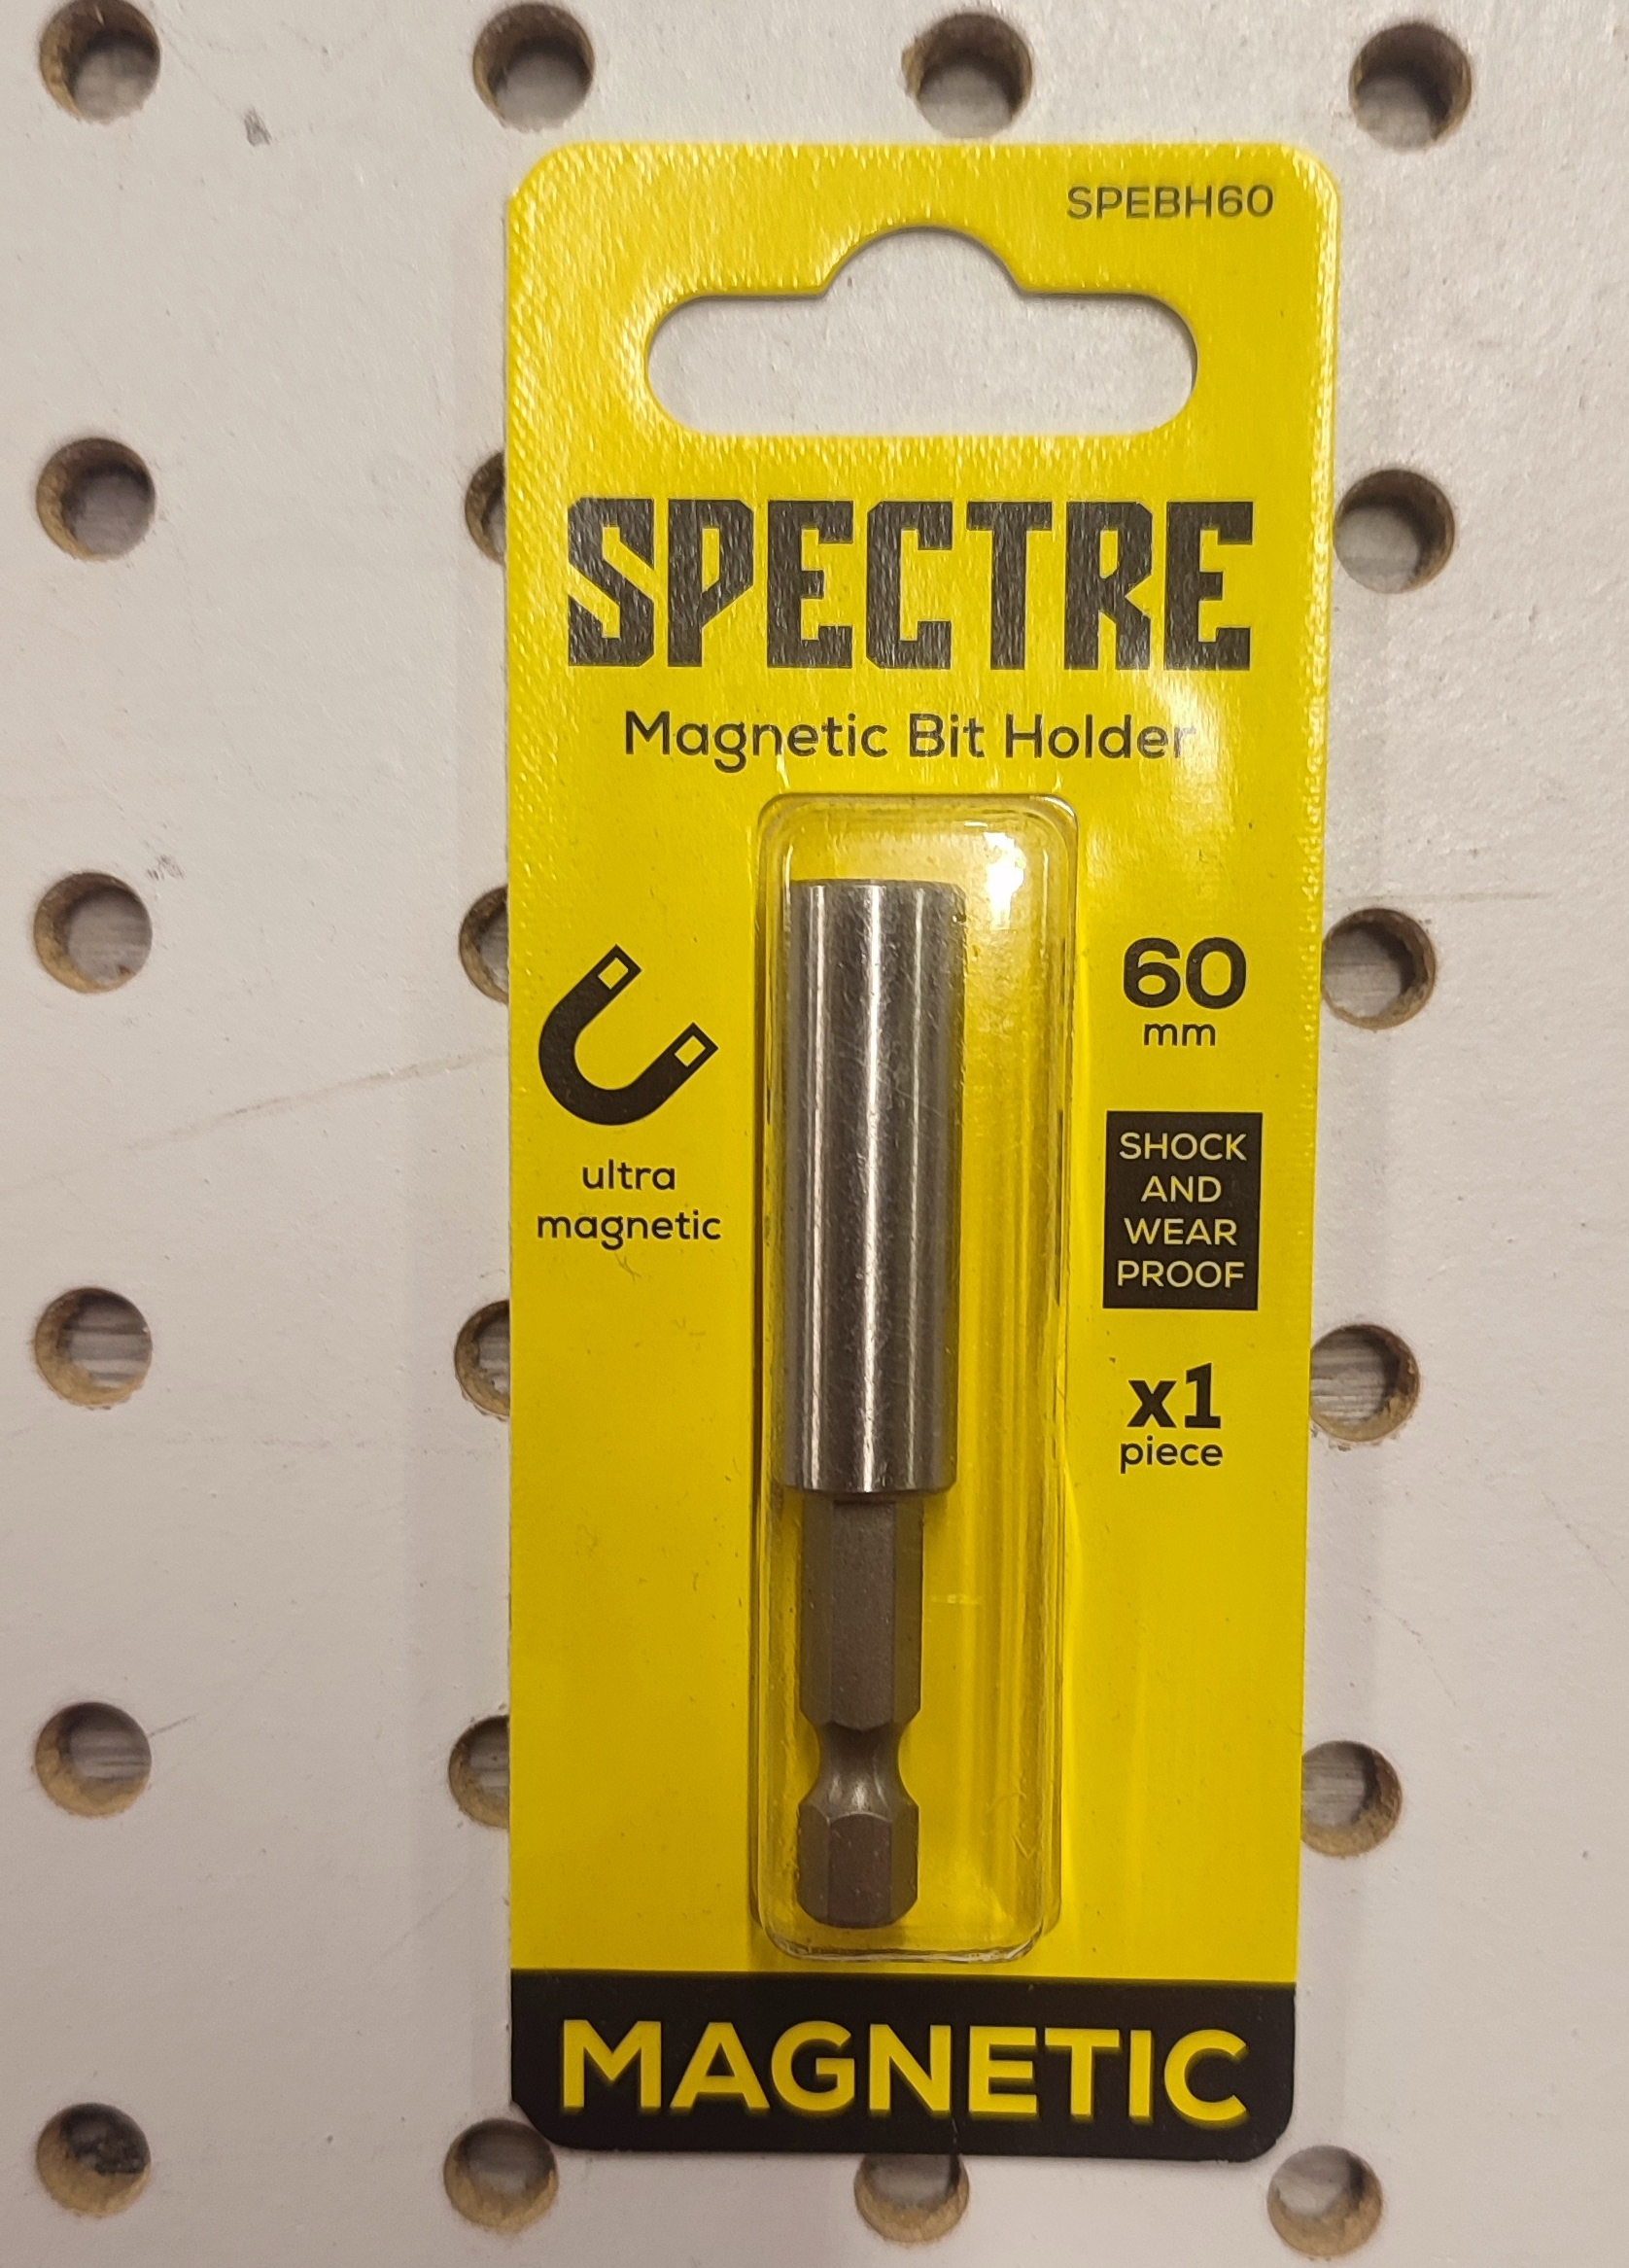 SPEBH60
SPECTRE
Magnetic Bit Holder
ultra
magnetic
60
mm
SHOCK
AND
WEAR
PROOF
x1
piece
MAGNETIC